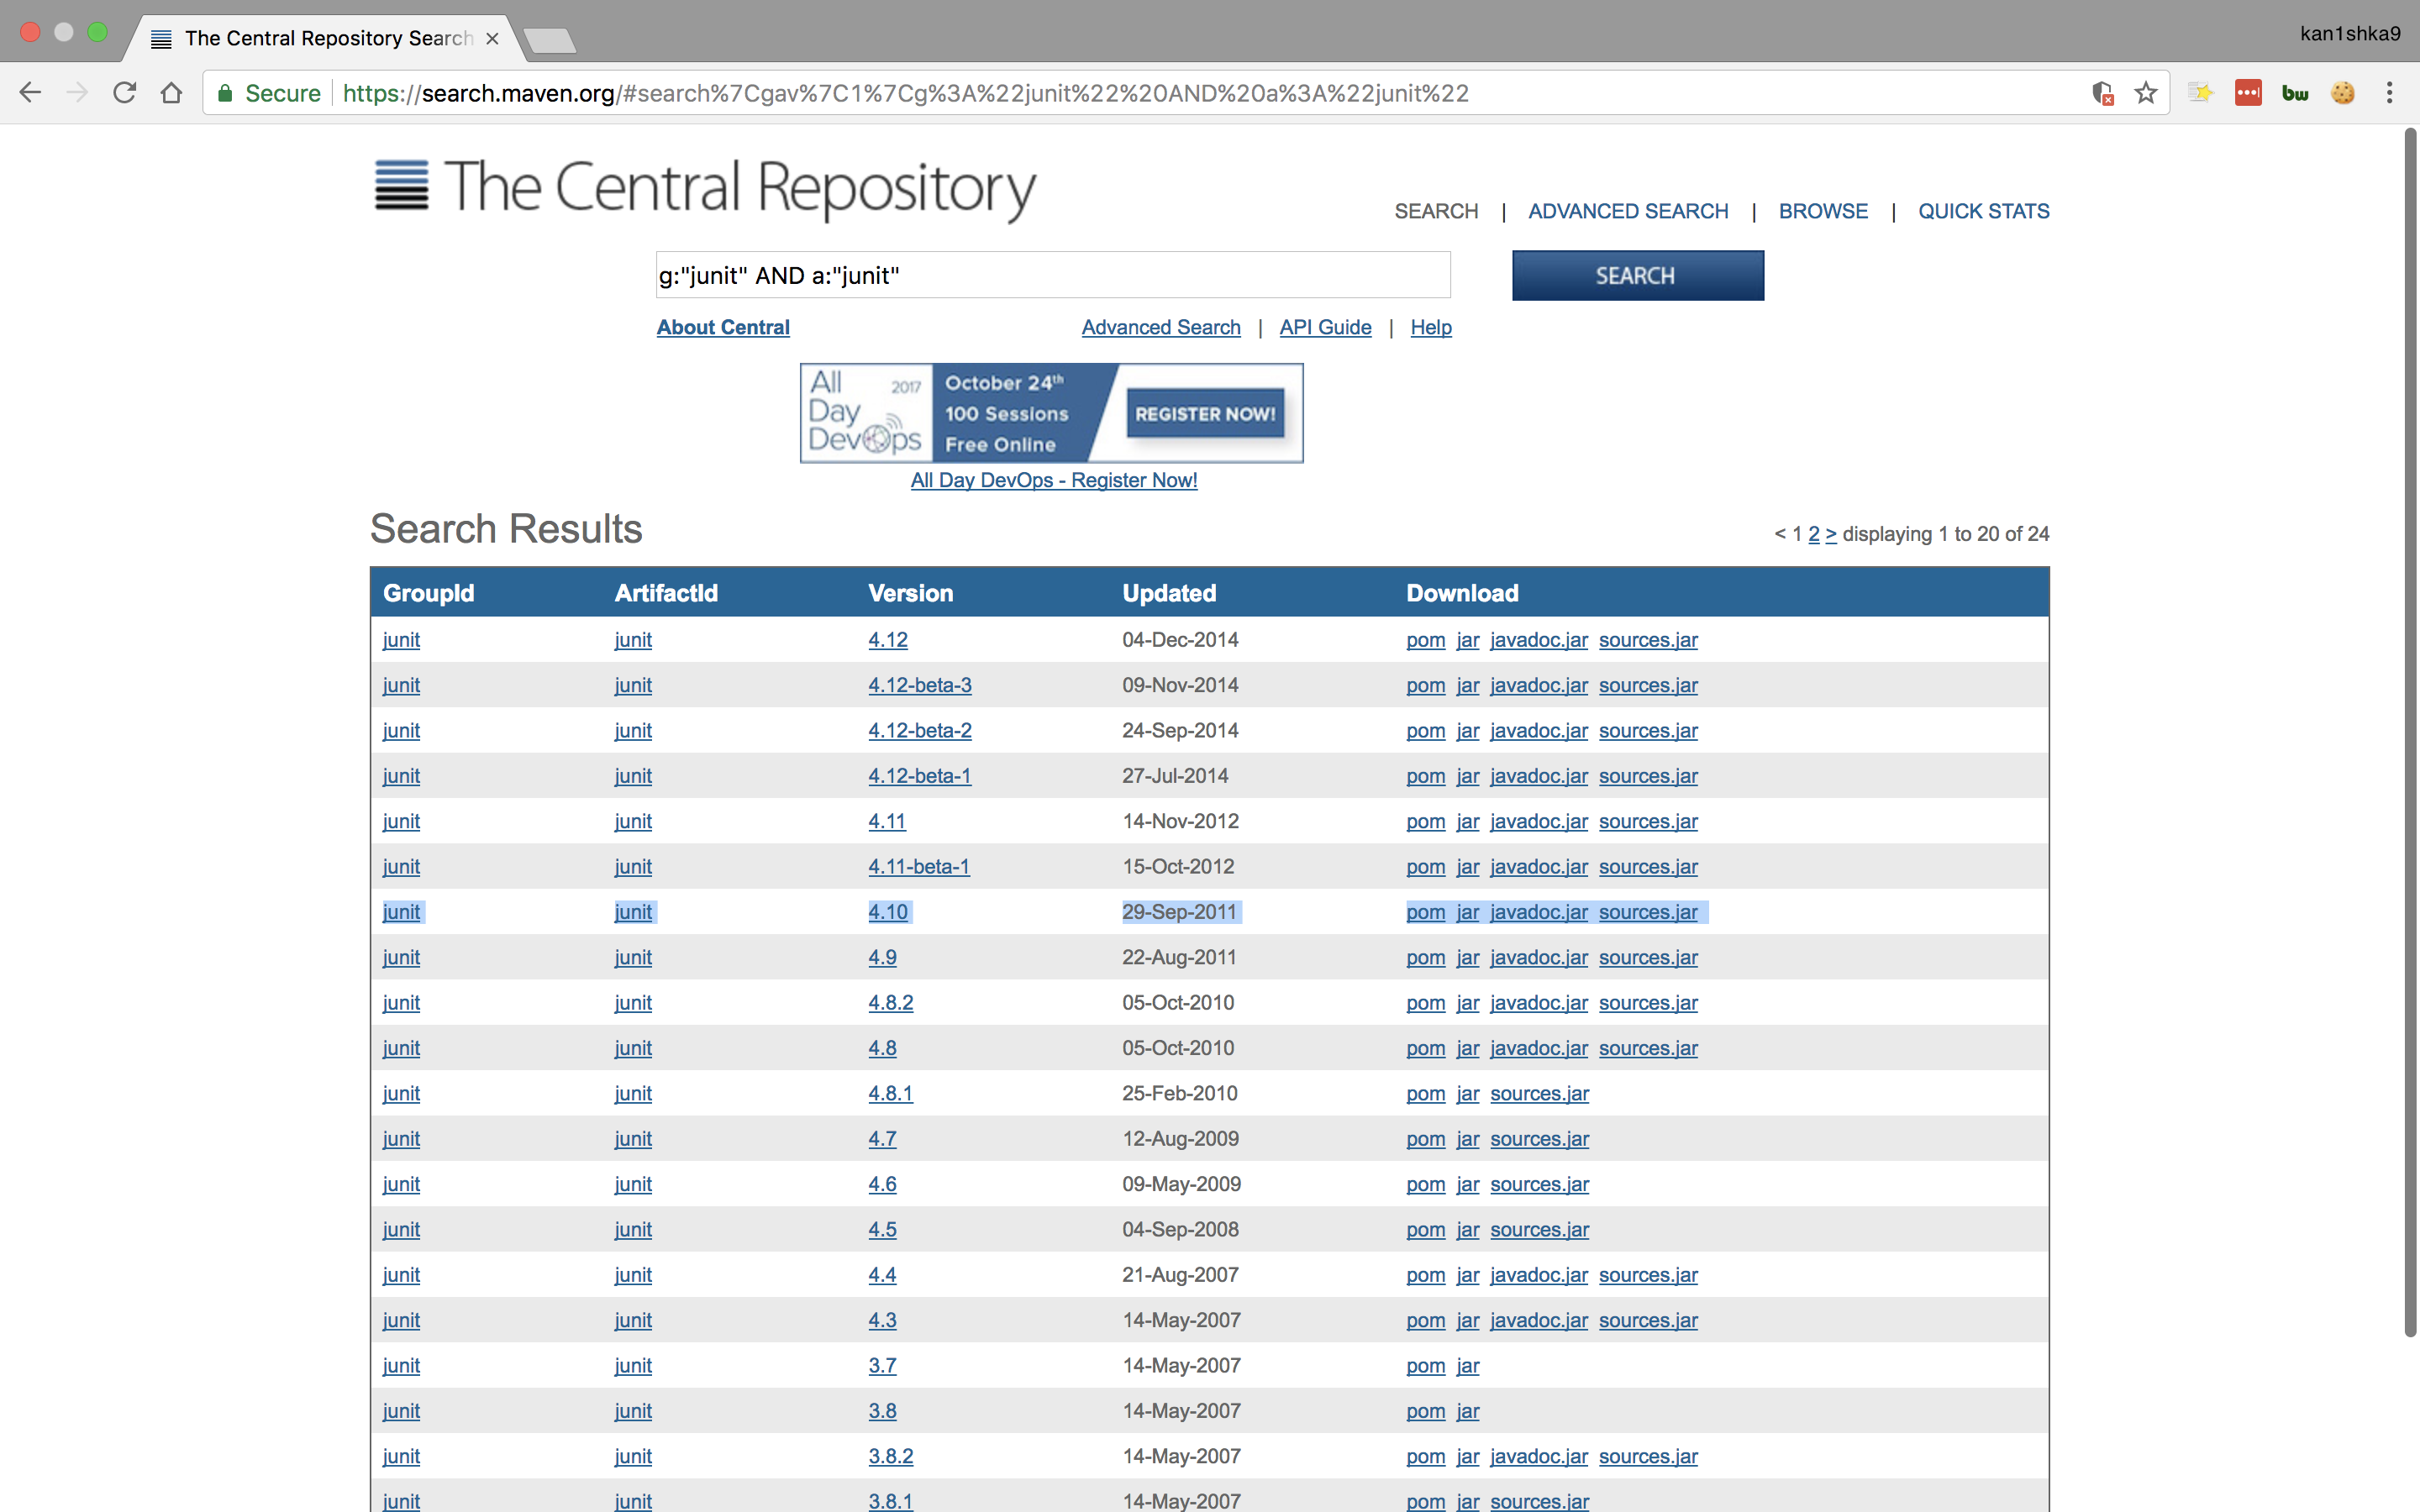 The Central Repository Search
kan1shka9
Secure https://search.maven.org/#search%7Cgav%7C1%7Cg%3A%22junit%22%20AND%20a%3A%22junit%22
bw
The Central Repository
SEARCH | ADVANCED SEARCH | BROWSE | QUICK STATS
g:"junit" AND a:"junit"
SEARCH
About Central Advanced Search | API Guide | Help
All Day DevOps 2017
October 24th
100 Sessions
Free Online
REGISTER NOW!
All Day DevOps - Register Now!
Search Results
< 1 2 > displaying 1 to 20 of 24
GroupId ArtifactId Version Updated Download
junit junit 4.12 04-Dec-2014 pom jar javadoc.jar sources.jar
junit junit 4.12-beta-3 09-Nov-2014 pom jar javadoc.jar sources.jar
junit junit 4.12-beta-2 24-Sep-2014 pom jar javadoc.jar sources.jar
junit junit 4.12-beta-1 27-Jul-2014 pom jar javadoc.jar sources.jar
junit junit 4.11 14-Nov-2012 pom jar javadoc.jar sources.jar
junit junit 4.11-beta-1 15-Oct-2012 pom jar javadoc.jar sources.jar
junit junit 4.10 29-Sep-2011 pom jar javadoc.jar sources.jar
junit junit 4.9 22-Aug-2011 pom jar javadoc.jar sources.jar
junit junit 4.8.2 05-Oct-2010 pom jar javadoc.jar sources.jar
junit junit 4.8 05-Oct-2010 pom jar javadoc.jar sources.jar
junit junit 4.8.1 25-Feb-2010 pom jar sources.jar
junit junit 4.7 12-Aug-2009 pom jar sources.jar
junit junit 4.6 09-May-2009 pom jar sources.jar
junit junit 4.5 04-Sep-2008 pom jar sources.jar
junit junit 4.4 21-Aug-2007 pom jar javadoc.jar sources.jar
junit junit 4.3 14-May-2007 pom jar javadoc.jar sources.jar
junit junit 3.7 14-May-2007 pom jar
junit junit 3.8 14-May-2007 pom jar
junit junit 3.8.2 14-May-2007 pom jar javadoc.jar sources.jar
junit junit 3.8.1 14-May-2007 pom jar sources.jar